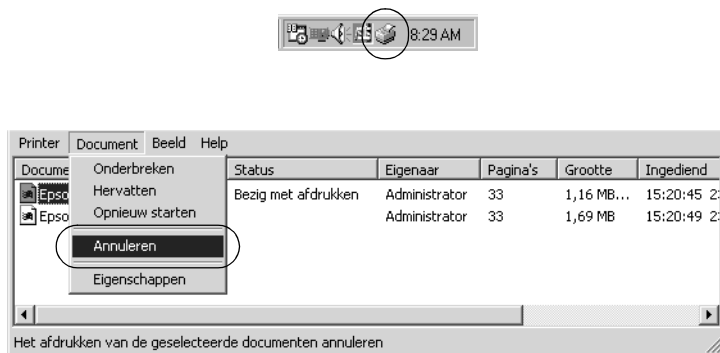 8:29 AM
Printer Document Beeld Help
Docume Status Eigenaar Pagina's Grootte Ingediend
Onderbreken
Epso Bezig met afdrukken Administrator 33 1,16 MB... 15:20:45 2
Hervatten
Epso Administrator 33 1,69 MB 15:20:49 2
Opnieuw starten
Annuleren
Eigenschappen
Het afdrukken van de geselecteerde documenten annuleren